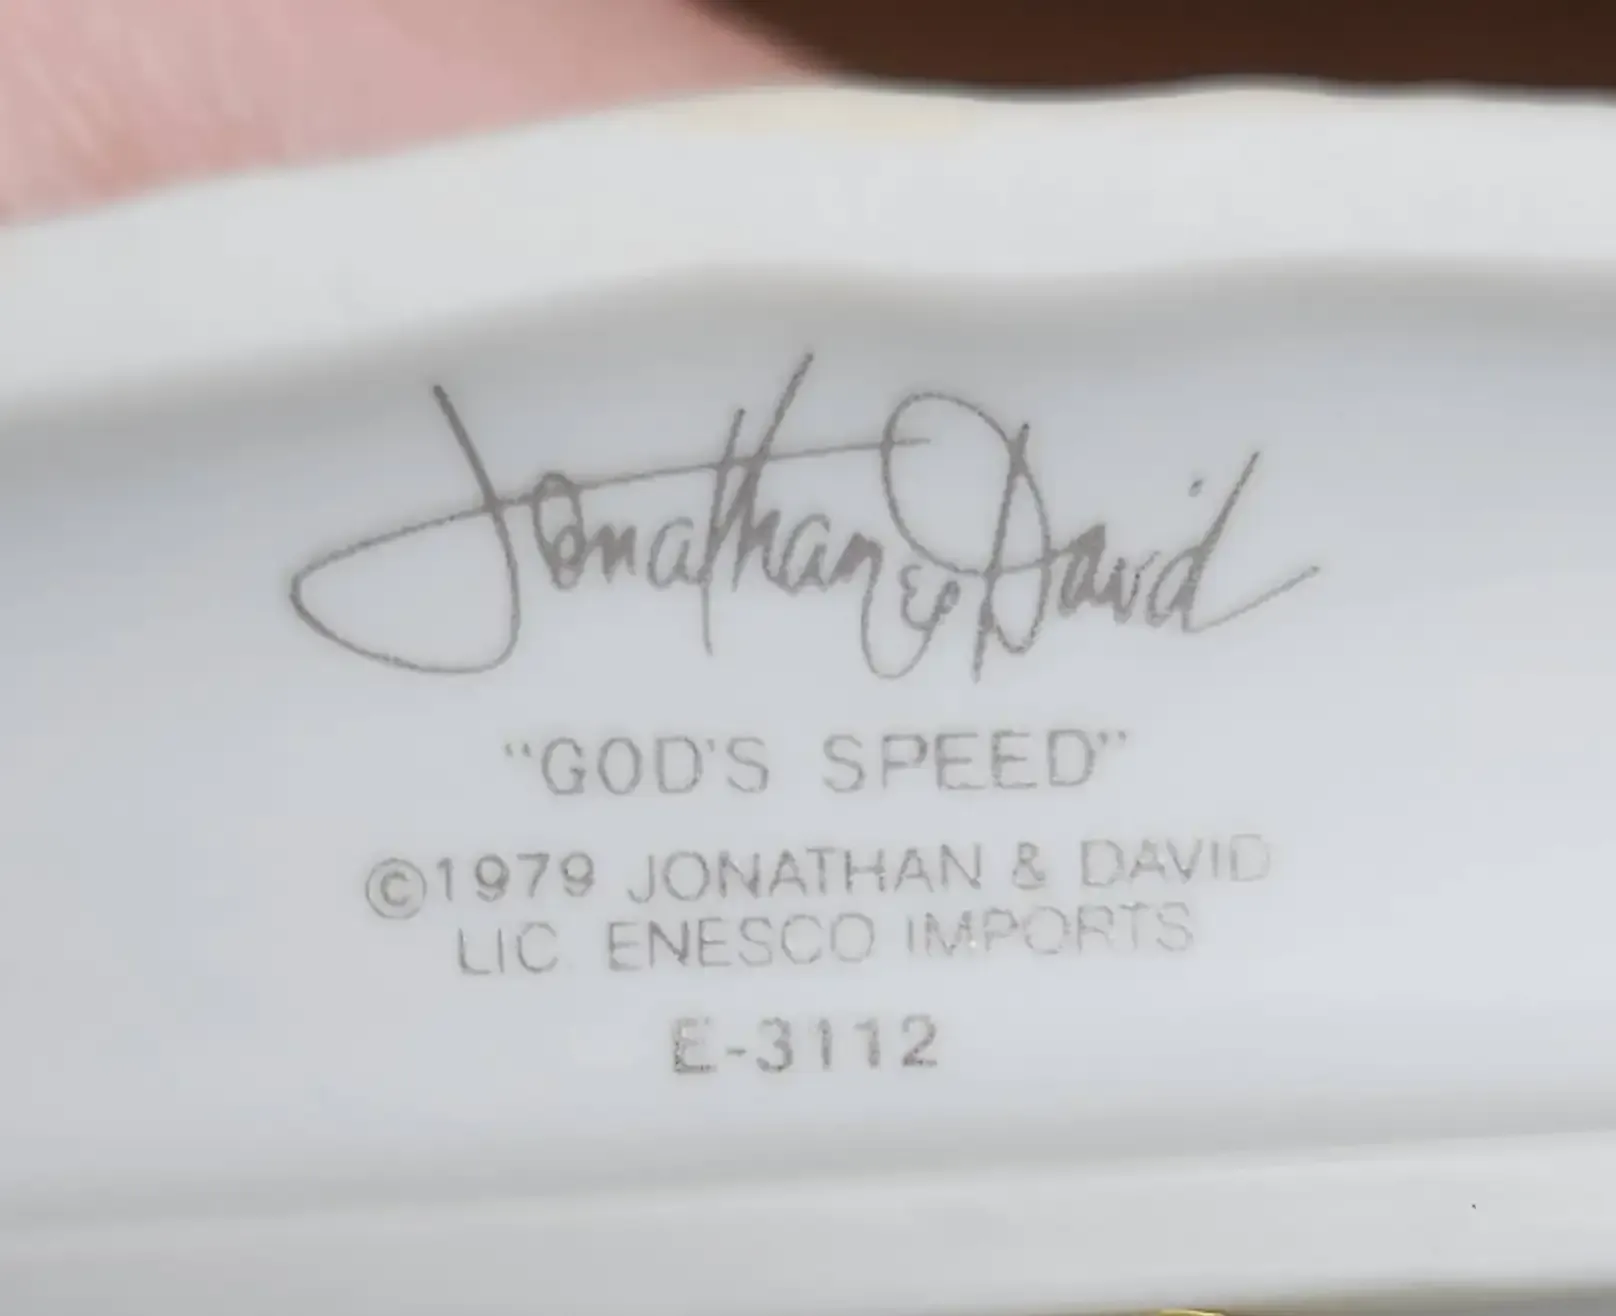 Jonathan & David
“GOD'S SPEED”
©1979 JONATHAN & DAVID
LIC ENESCO IMPORTS
E-3112